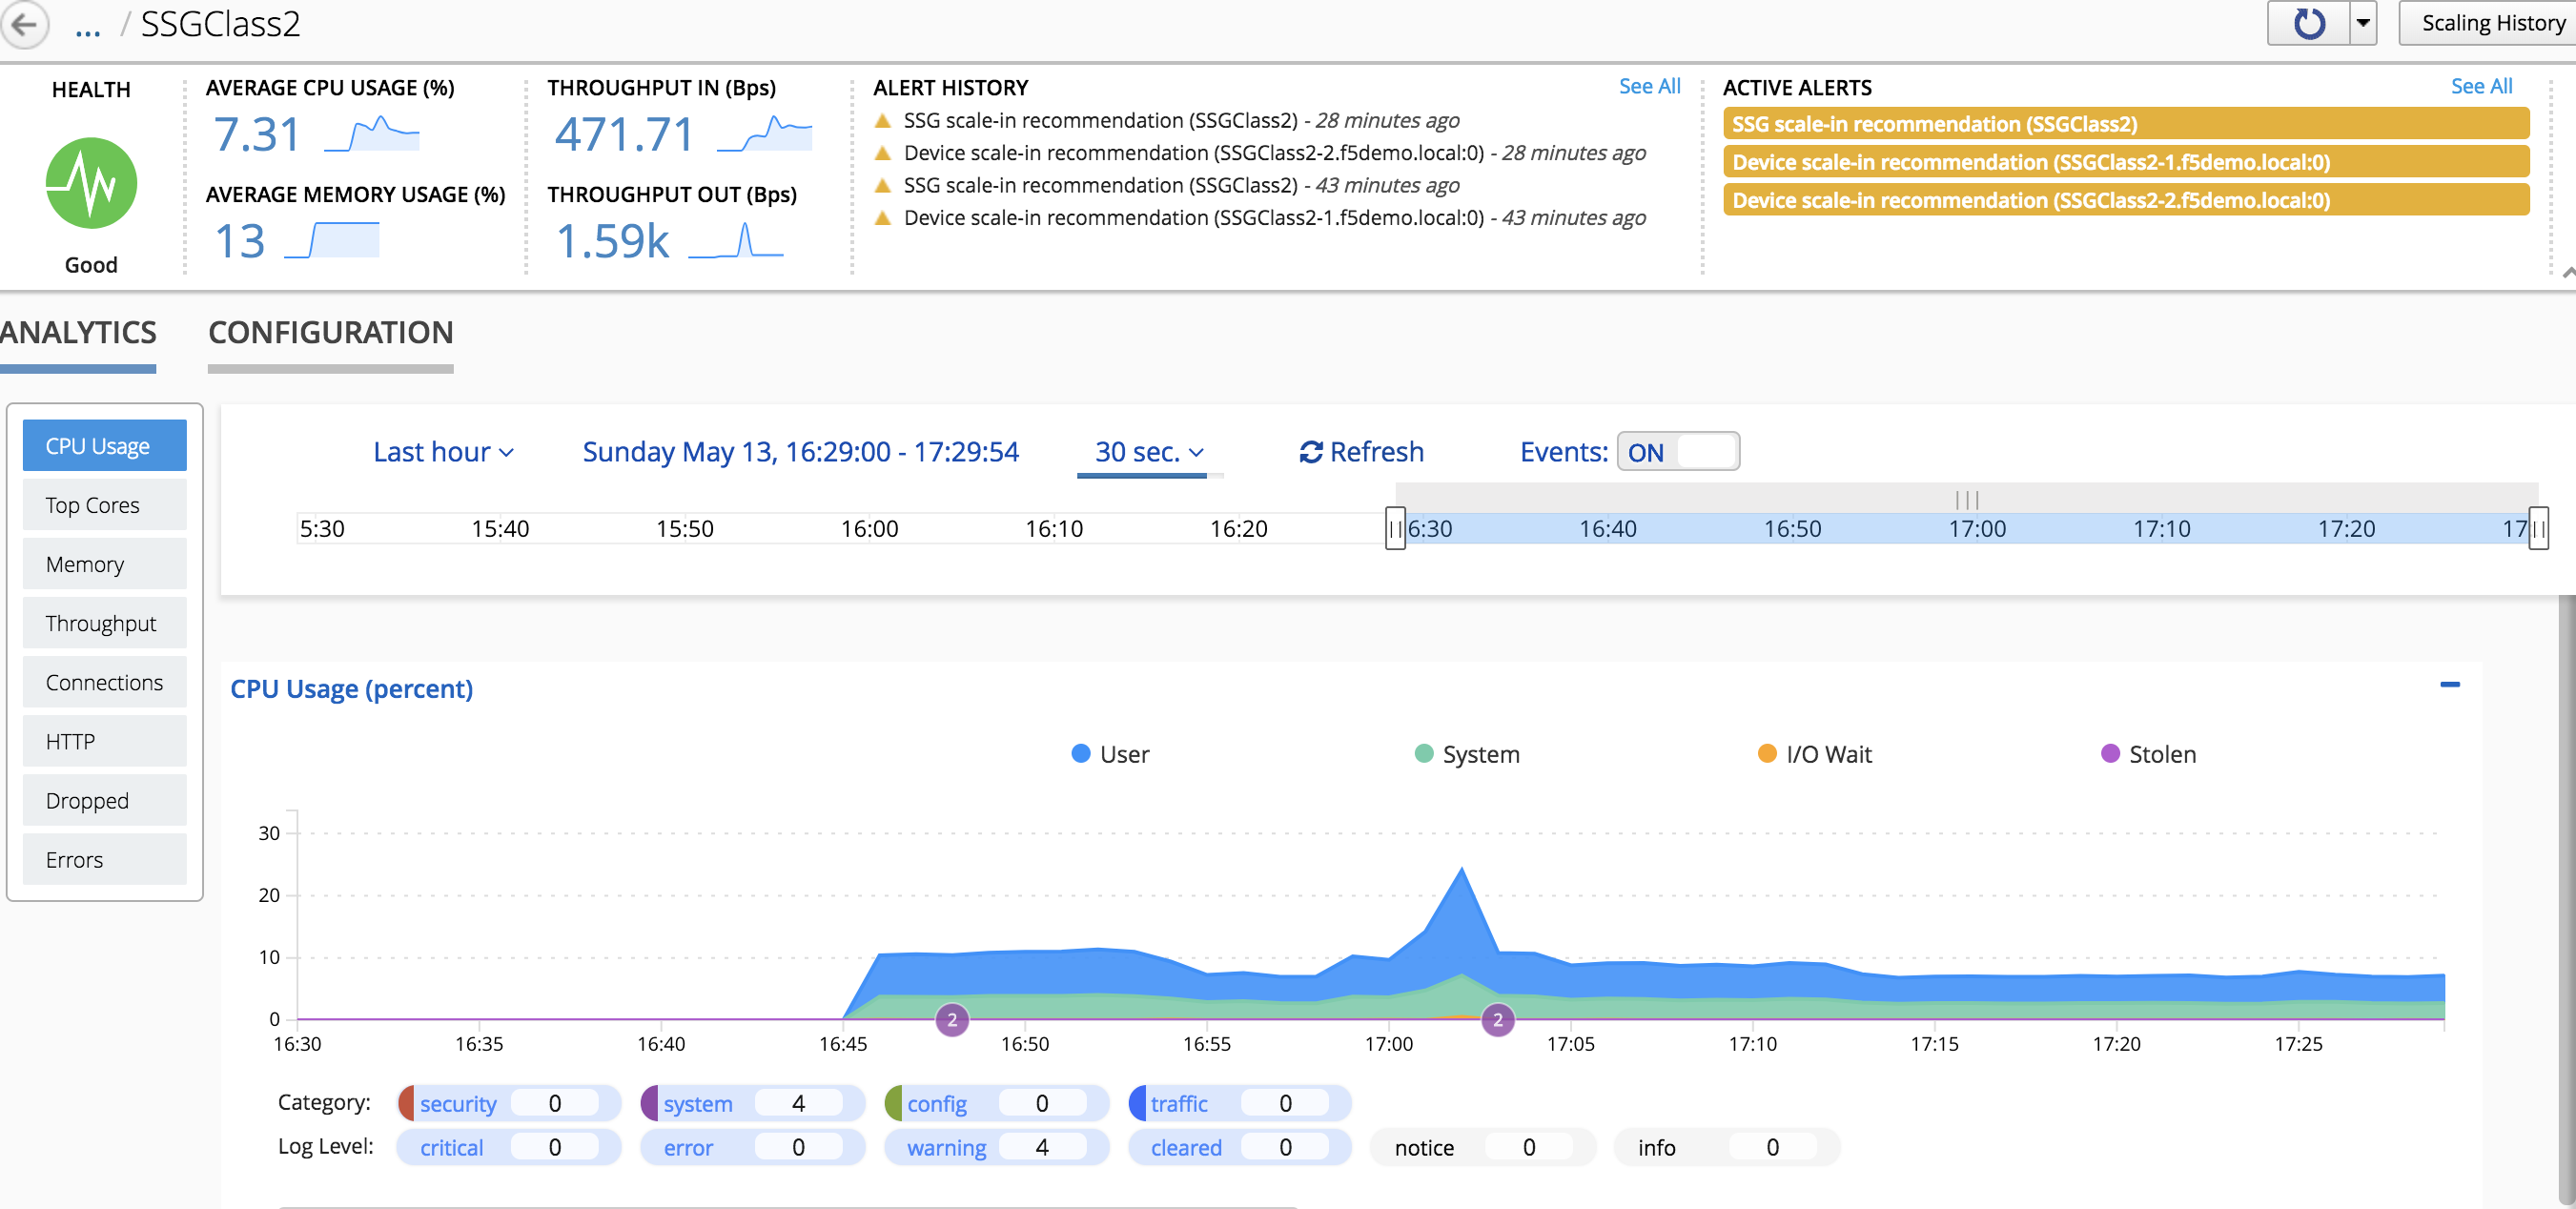 ... / SSGClass2
Scaling History
HEALTH
Good
AVERAGE CPU USAGE (%)
7.31
AVERAGE MEMORY USAGE (%)
13
THROUGHPUT IN (Bps)
471.71
THROUGHPUT OUT (Bps)
1.59k
ALERT HISTORY See All
SSG scale-in recommendation (SSGClass2) - 28 minutes ago
Device scale-in recommendation (SSGClass2-2.f5demo.local:0) - 28 minutes ago
SSG scale-in recommendation (SSGClass2) - 43 minutes ago
Device scale-in recommendation (SSGClass2-1.f5demo.local:0) - 43 minutes ago
ACTIVE ALERTS See All
SSG scale-in recommendation (SSGClass2)
Device scale-in recommendation (SSGClass2-1.f5demo.local:0)
Device scale-in recommendation (SSGClass2-2.f5demo.local:0)
ANALYTICS CONFIGURATION
CPU Usage
Top Cores
Memory
Throughput
Connections
HTTP
Dropped
Errors
Last hour Sunday May 13, 16:29:00 - 17:29:54 30 sec. Refresh Events: ON
5:30 15:40 15:50 16:00 16:10 16:20 6:30 16:40 16:50 17:00 17:10 17:20 17:
CPU Usage (percent)
User System I/O Wait Stolen
30
20
10
0
2 2
16:30 16:35 16:40 16:45 16:50 16:55 17:00 17:05 17:10 17:15 17:20 17:25
Category: security 0 system 4 config 0 traffic 0
Log Level: critical 0 error 0 warning 4 cleared 0 notice 0 info 0